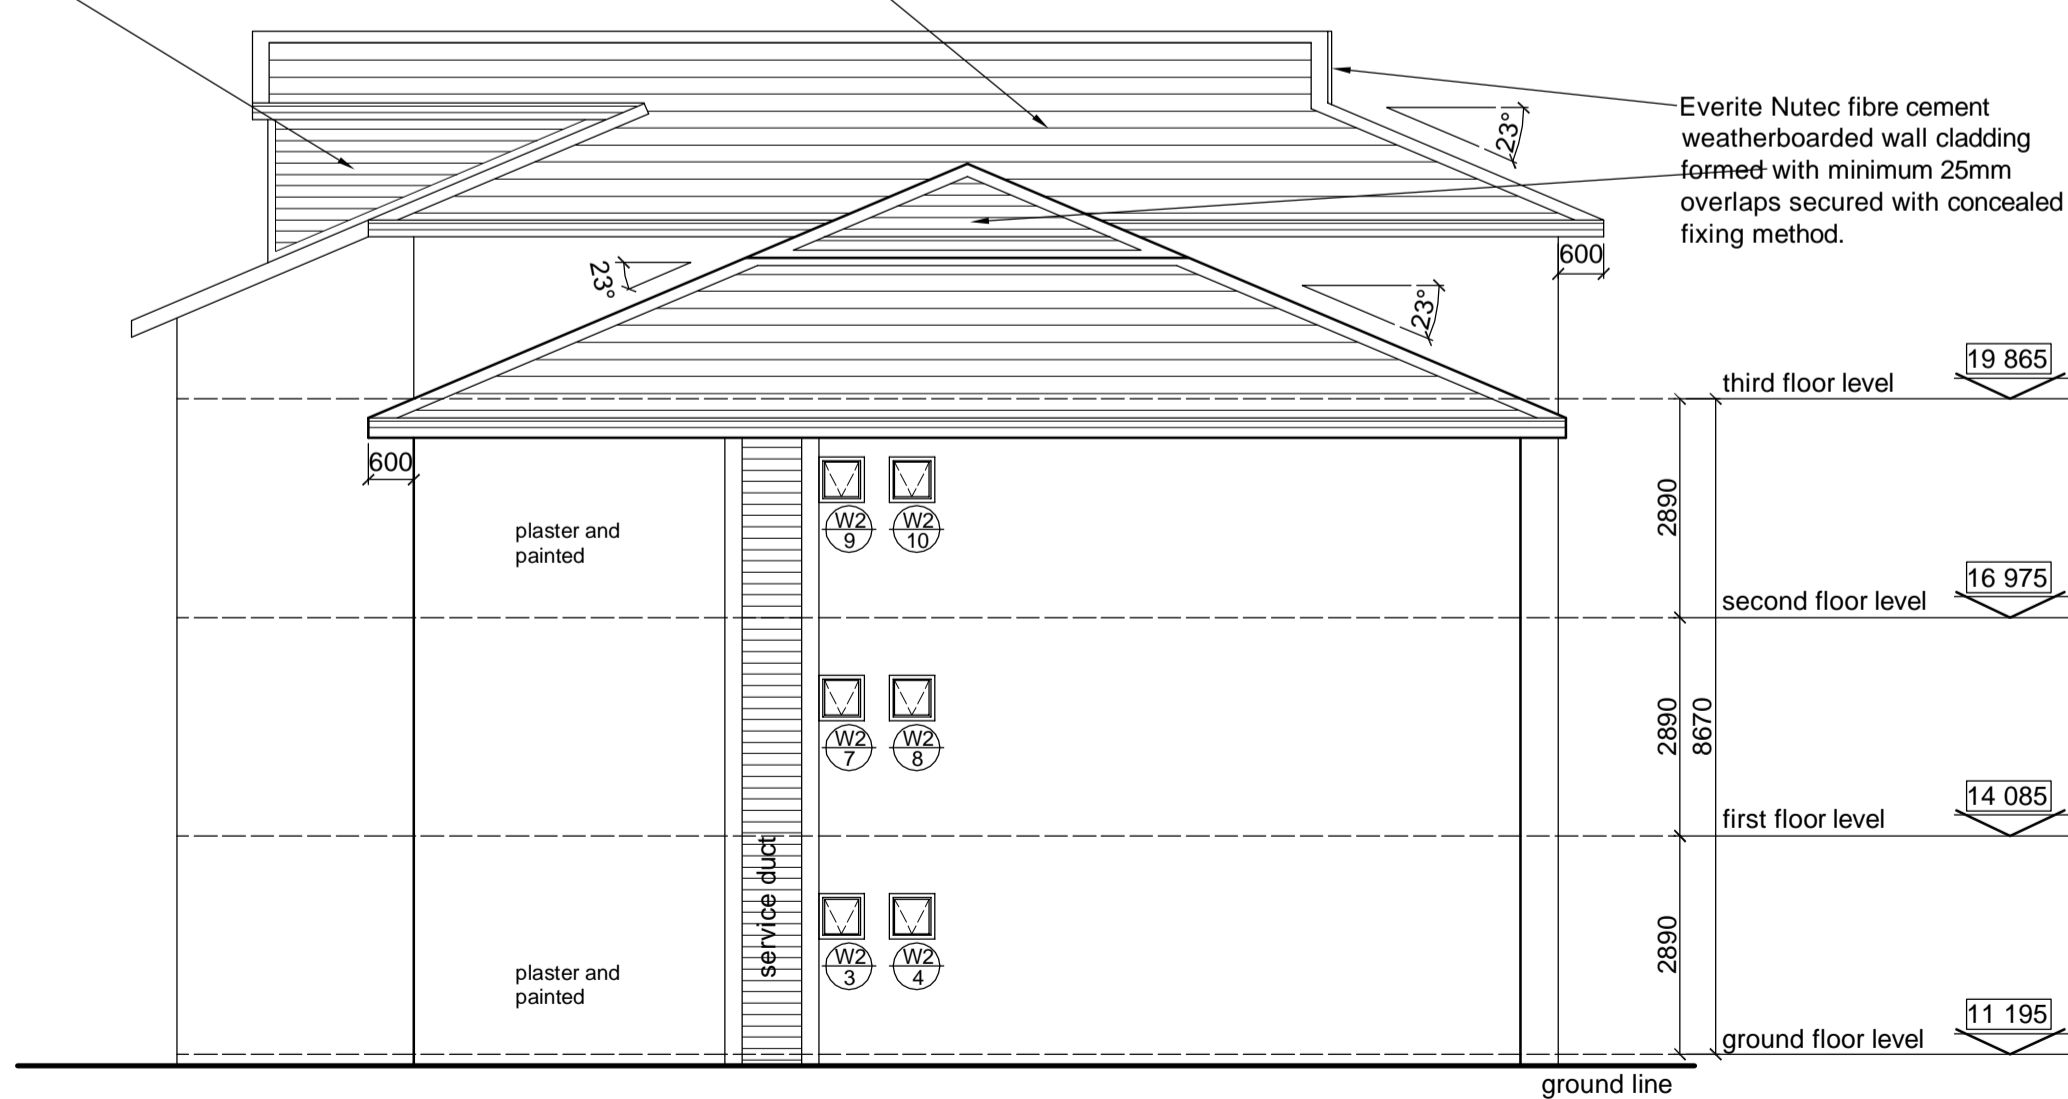 Everite Nutec fibre cement
weatherboarded wall cladding
formed with minimum 25mm
overlaps secured with concealed
fixing method.
23°
600
23°
23°
19 865
third floor level
600
2890
plaster and
painted
W2
9
W2
10
16 975
second floor level
2890
8670
W2
7
W2
8
14 085
first floor level
service duct
2890
W2
3
W2
4
plaster and
painted
11 195
ground floor level
ground line